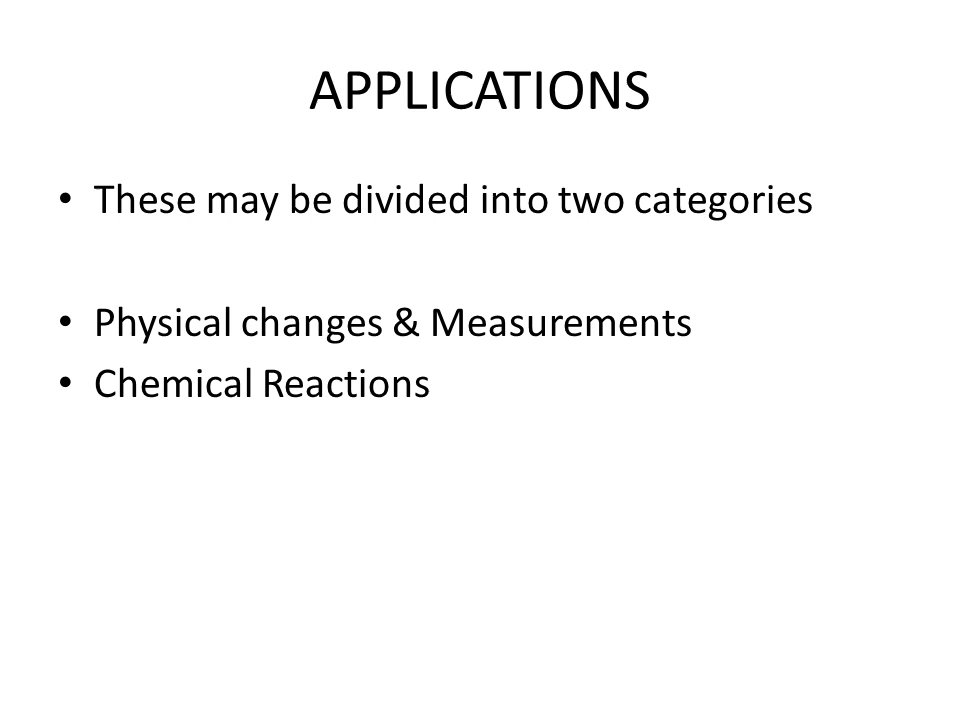 APPLICATIONS
• These may be divided into two categories
• Physical changes & Measurements
• Chemical Reactions